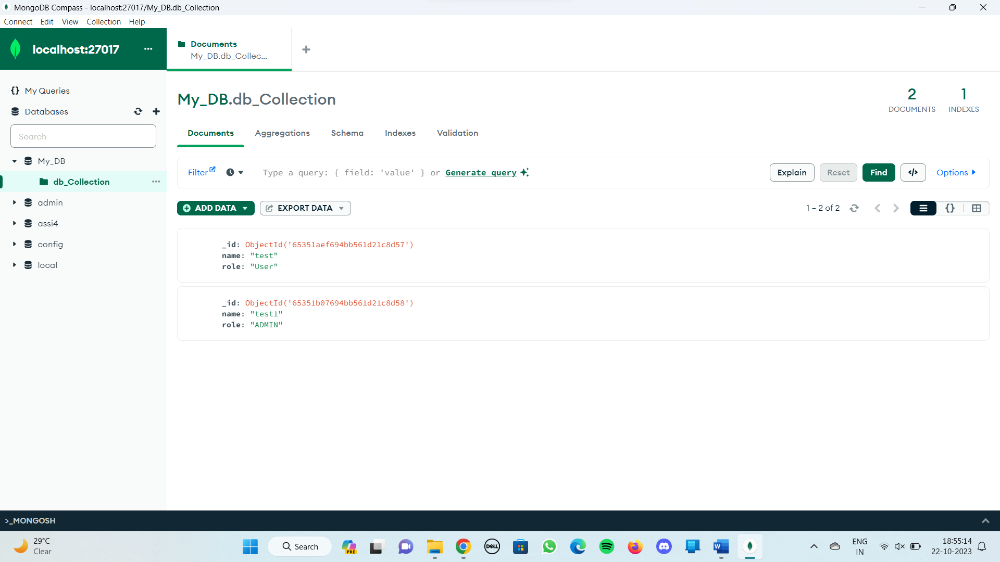 MongoDB Compass - localhost:27017/My_DB.db_Collection
Connect Edit View Collection Help
localhost:27017
Documents
My_DB.db_Collec...
My Queries
Databases
Search
My_DB
db_Collection
admin
assi4
config
local
My_DB.db_Collection
2
DOCUMENTS
1
INDEXES
Documents Aggregations Schema Indexes Validation
Filter
Type a query: { field: 'value' } or Generate query
Explain Reset Find </> Options
ADD DATA EXPORT DATA
1 – 2 of 2
_id: ObjectId('65351aef694bb561d21c8d57')
name: "test"
role: "User"
_id: ObjectId('65351b07694bb561d21c8d58')
name: "test1"
role: "ADMIN"
>_MONGOSH
29°C
Clear
Search
PRE
DELL
W
ENG
IN
18:55:14
22-10-2023